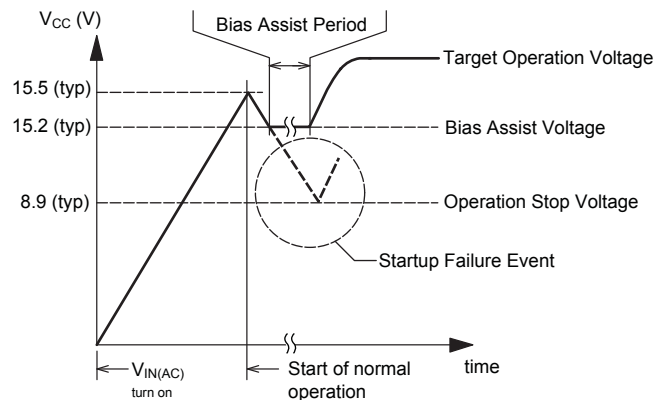 V_CC (V)
Bias Assist Period
Target Operation Voltage
15.5 (typ)
15.2 (typ)
Bias Assist Voltage
8.9 (typ)
Operation Stop Voltage
Startup Failure Event
time
V_IN(AC)
turn on
Start of normal
operation